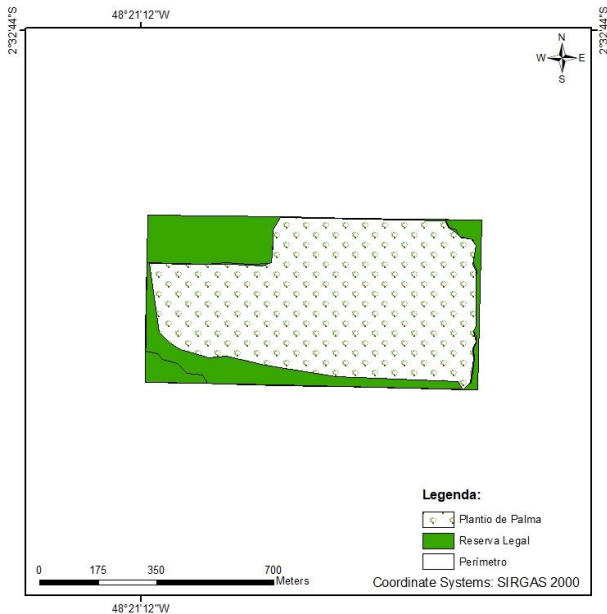 48°21'12"W
2°32'44"S
2°32'44"S
N
W E
S
Legenda:
Plantio de Palma
Reserva Legal
Perímetro
0 175 350 700
Meters
Coordinate Systems: SIRGAS 2000
48°21'12"W